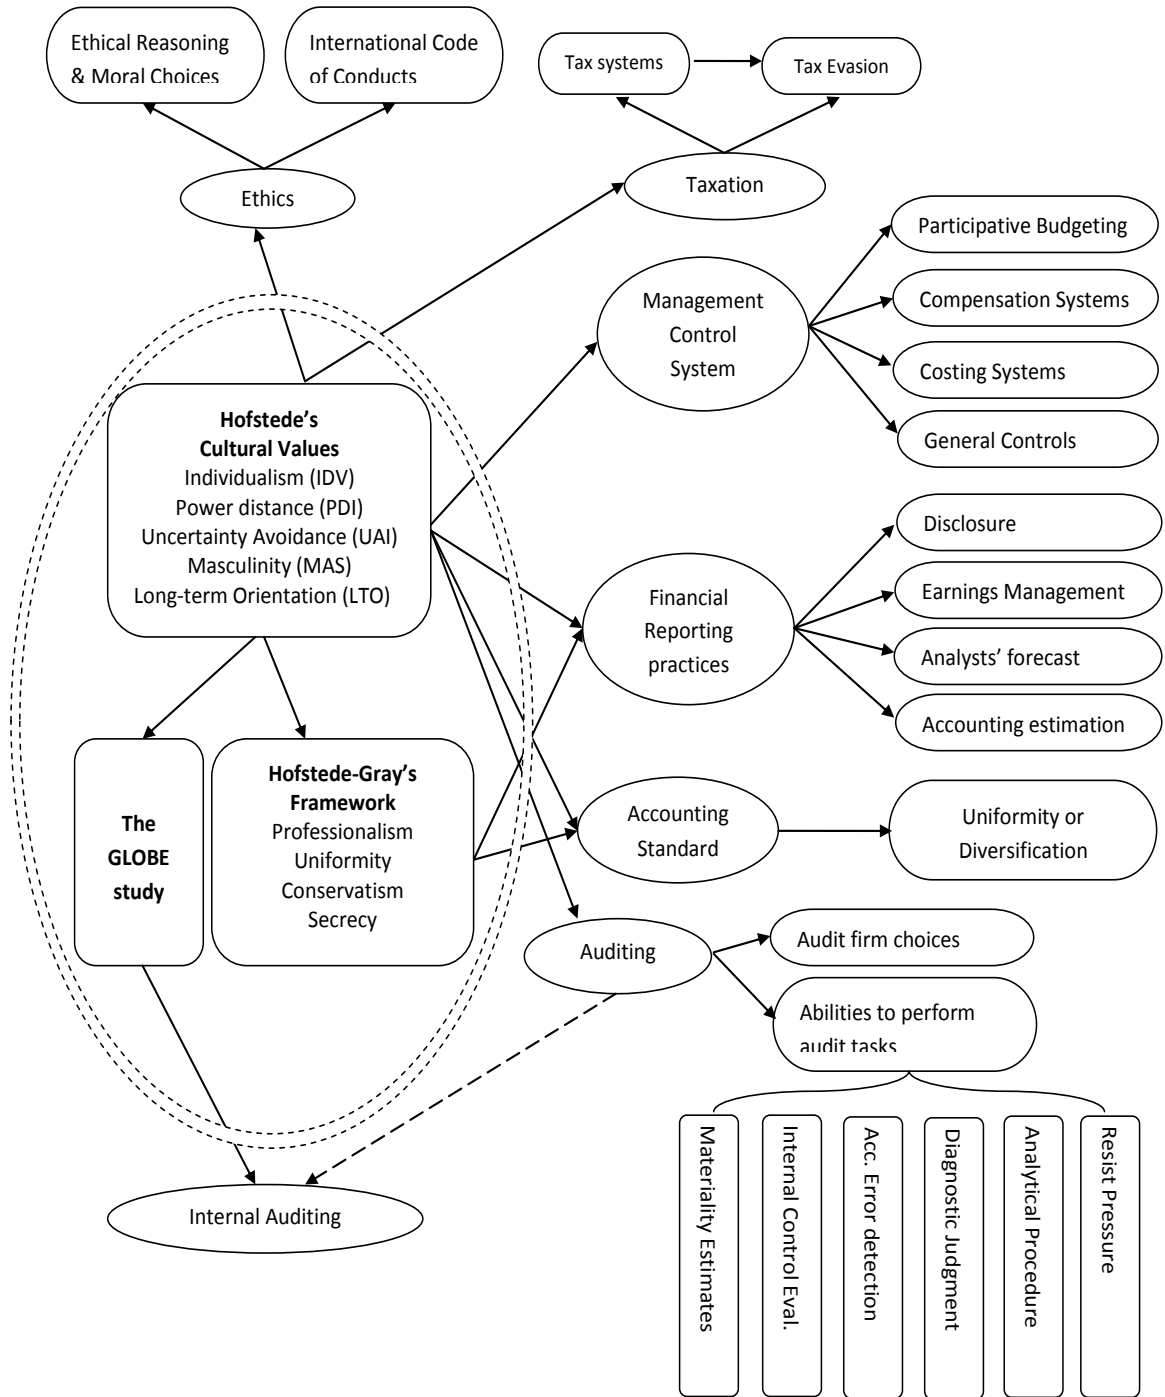 Ethical Reasoning
& Moral Choices
International Code
of Conducts
Tax systems
Tax Evasion
Ethics
Taxation
Participative Budgeting
Management
Control
System
Compensation Systems
Costing Systems
General Controls
Hofstede's
Cultural Values
Individualism (IDV)
Power distance (PDI)
Uncertainty Avoidance (UAI)
Masculinity (MAS)
Long-term Orientation (LTO)
Disclosure
Financial
Reporting
practices
Earnings Management
Analysts' forecast
Accounting estimation
The
GLOBE
study
Hofstede-Gray's
Framework
Professionalism
Uniformity
Conservatism
Secrecy
Accounting
Standard
Uniformity or
Diversification
Auditing
Audit firm choices
Abilities to perform
audit tasks
Internal Auditing
Materiality Estimates
Internal Control Eval.
Acc. Error detection
Diagnostic Judgment
Analytical Procedure
Resist Pressure